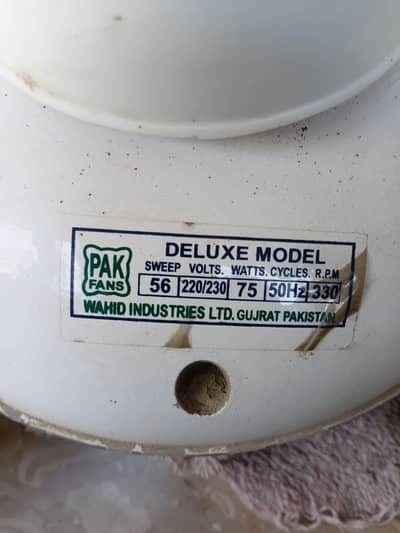 DELUXE MODEL
PAK FANS
SWEEP VOLTS. WATTS. CYCLES. R.P.M
56 220/230 75 50Hz 330
WAHID INDUSTRIES LTD. GUJRAT PAKISTAN